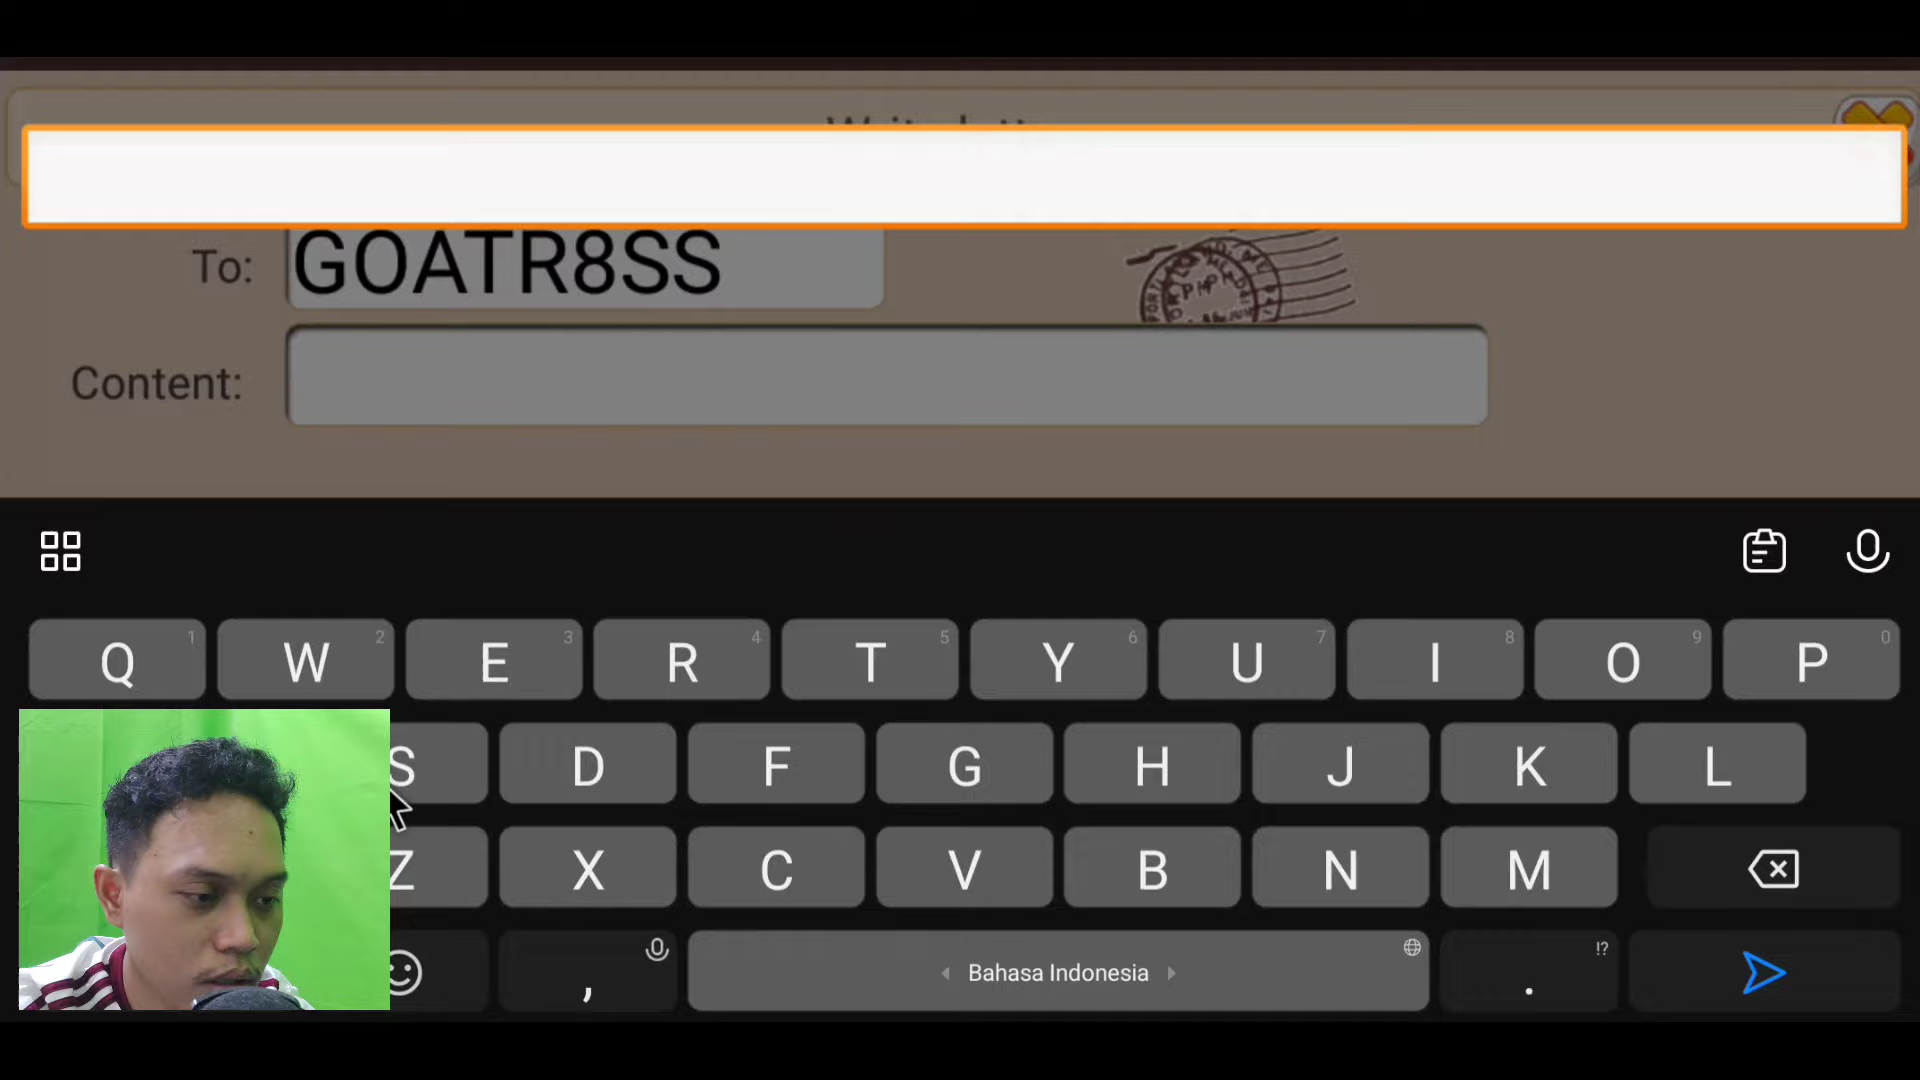 To: GOATR8SS
Content:
Q 1 W 2 E 3 R 4 T 5 Y 6 U 7 I 8 O 9 P 0
S D F G H J K L
Z X C V B N M
, Bahasa Indonesia . !?